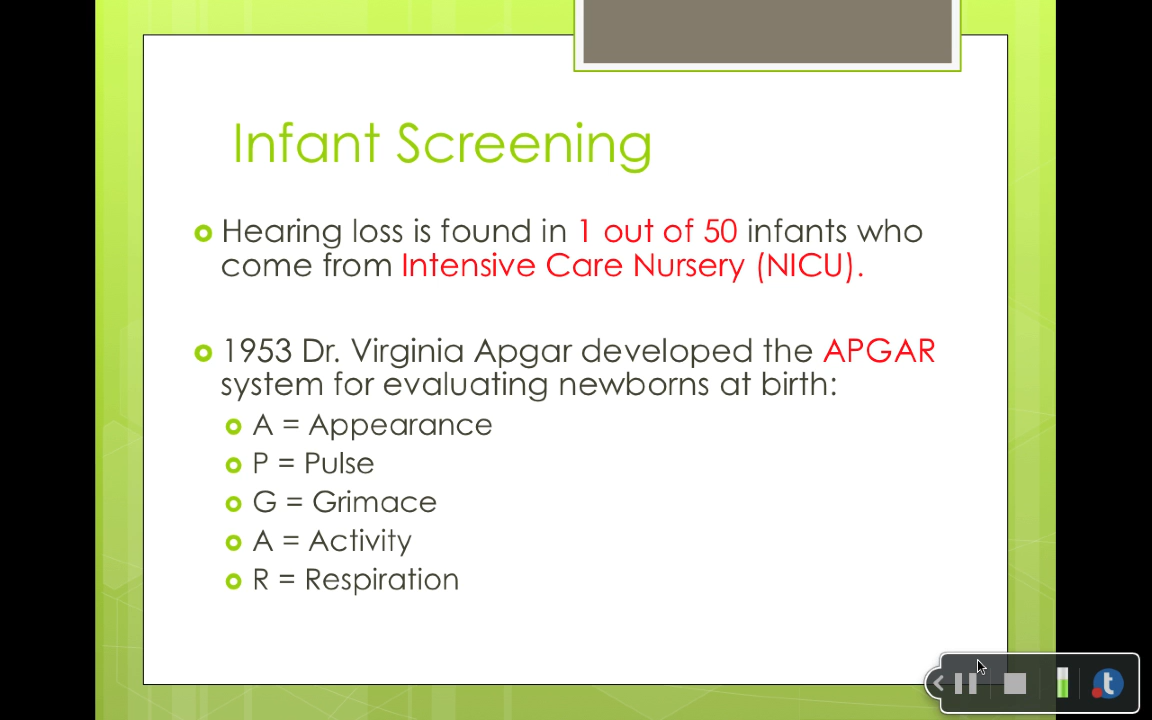 Infant Screening
Hearing loss is found in 1 out of 50 infants who
come from Intensive Care Nursery (NICU).
1953 Dr. Virginia Apgar developed the APGAR
system for evaluating newborns at birth:
A = Appearance
P = Pulse
G = Grimace
A = Activity
R = Respiration
t